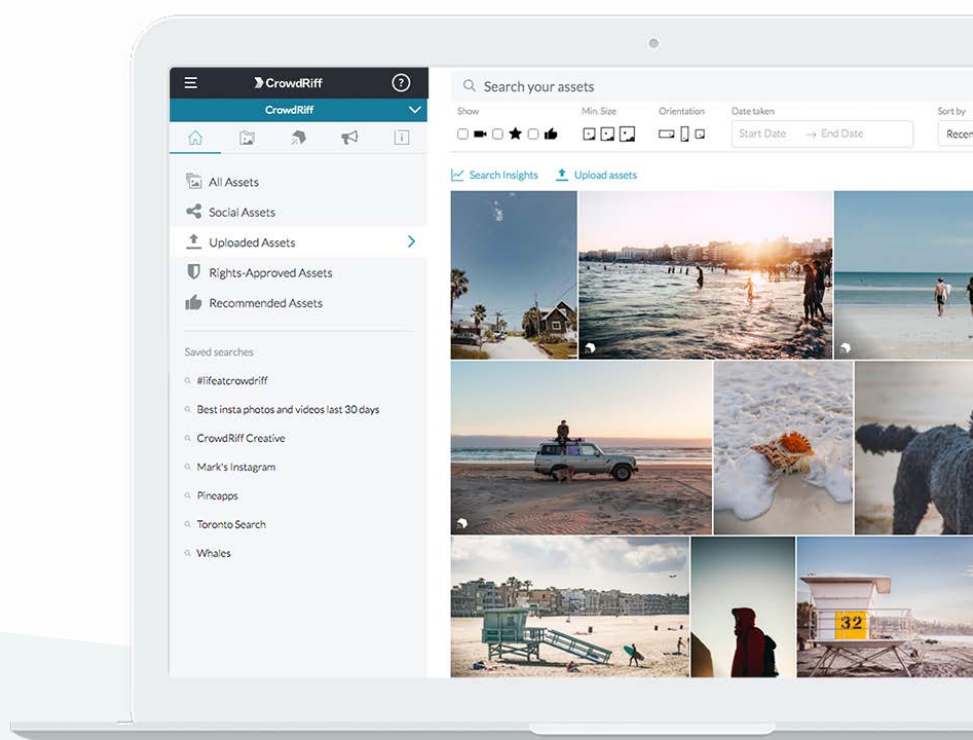 CrowdRiff
?
CrowdRiff
i
All Assets
Social Assets
Uploaded Assets
Rights-Approved Assets
Recommended Assets
Saved searches
#lifeatcrowdriff
Best insta photos and videos last 30 days
CrowdRiff Creative
Mark's Instagram
Pineapps
Toronto Search
Whales
Search your assets
Show
Min. Size
Orientation
Date taken
Sort by
Start Date → End Date
Recen
Search Insights
Upload assets
32